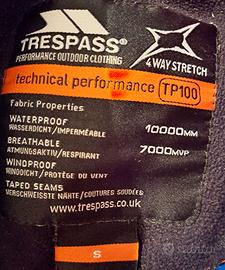 TRESPASS®
PERFORMANCE OUTDOOR CLOTHING
4 WAY STRETCH
technical performance TP100
Fabric Properties
WATERPROOF
WASSERDICHT/IMPERMÉABLE 10000MM
BREATHABLE
ATMUNGSAKTIV/RESPIRANT 7000MVP
WINDPROOF
WINDDICHT/PROTÉGE DU VENT
TAPED SEAMS
VERSCHWEISSTE NÄHTE/COUTURES SOUDÉES
www.trespass.co.uk
S